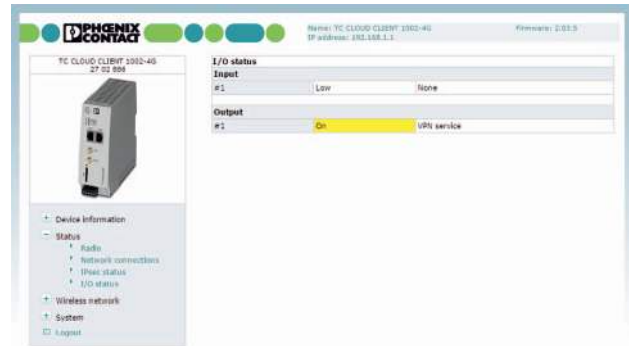 PHŒNIX
CONTACT
Name: TC CLOUD CLIENT 1002-4G
IP address: 192.168.1.1
Firmware: 2.03.5
TC CLOUD CLIENT 1002-4G
27 02 886
I/O status
Input
#1 Low None
Output
#1 On VPN service
Device information
Status
Radio
Network connections
IPsec status
I/O status
Wireless network
System
Logout